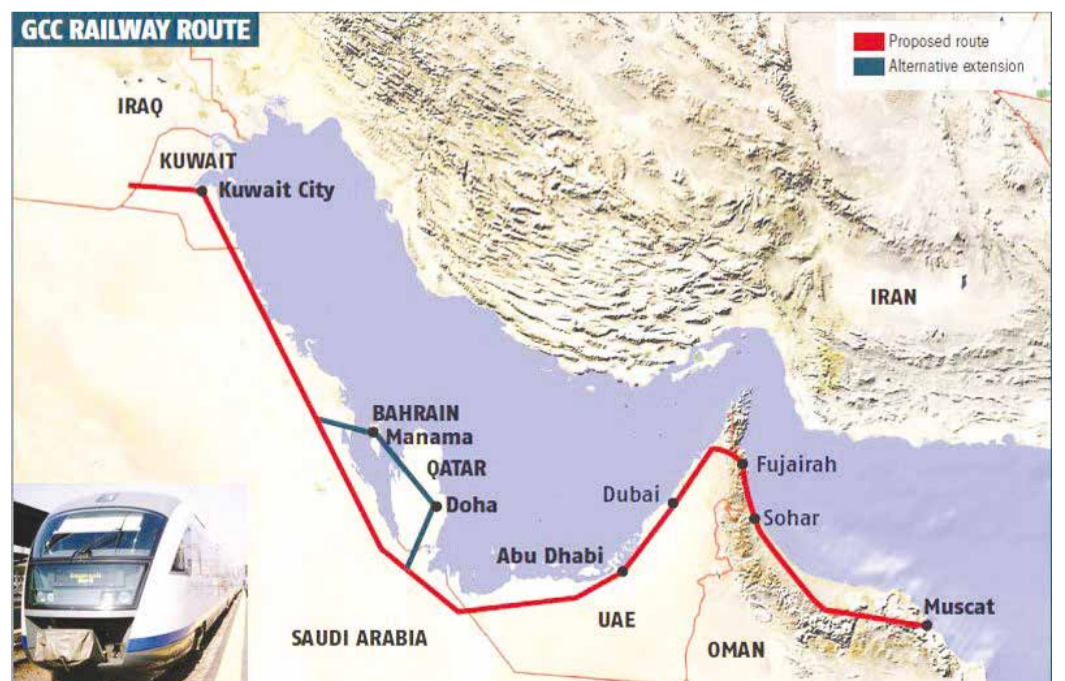 GCC RAILWAY ROUTE
Proposed route
Alternative extension
IRAQ
KUWAIT
Kuwait City
IRAN
BAHRAIN
Manama
QATAR
Doha
Dubai
Fujairah
Sohar
Abu Dhabi
UAE
Muscat
SAUDI ARABIA
OMAN